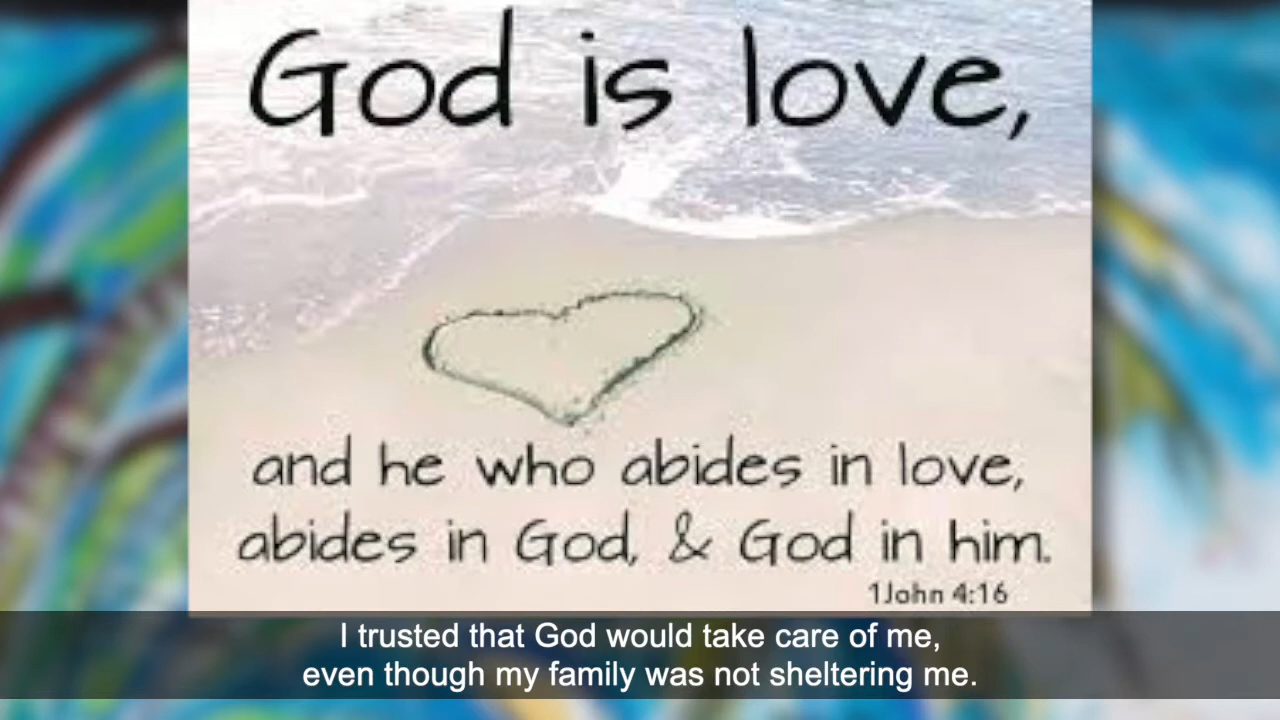 God is love,
and he who abides in love,
abides in God, & God in him.
1John 4:16
I trusted that God would take care of me,
even though my family was not sheltering me.